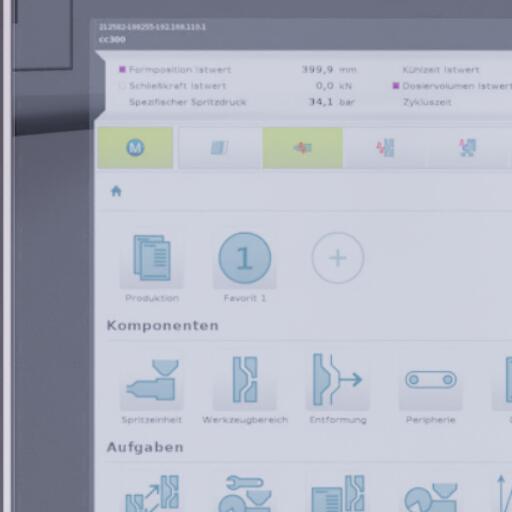 212582-100255-192.168.110.1
cc300
Formposition Istwert 399,9 mm Kühlzeit Istwert
Schließkraft Istwert 0,0 kN Dosiervolumen Istwert
Spezifischer Spritzdruck 34,1 bar Zykluszeit
M
1
Produktion Favorit 1
Komponenten
Spritzeinheit Werkzeugbereich Entformung Peripherie
Aufgaben